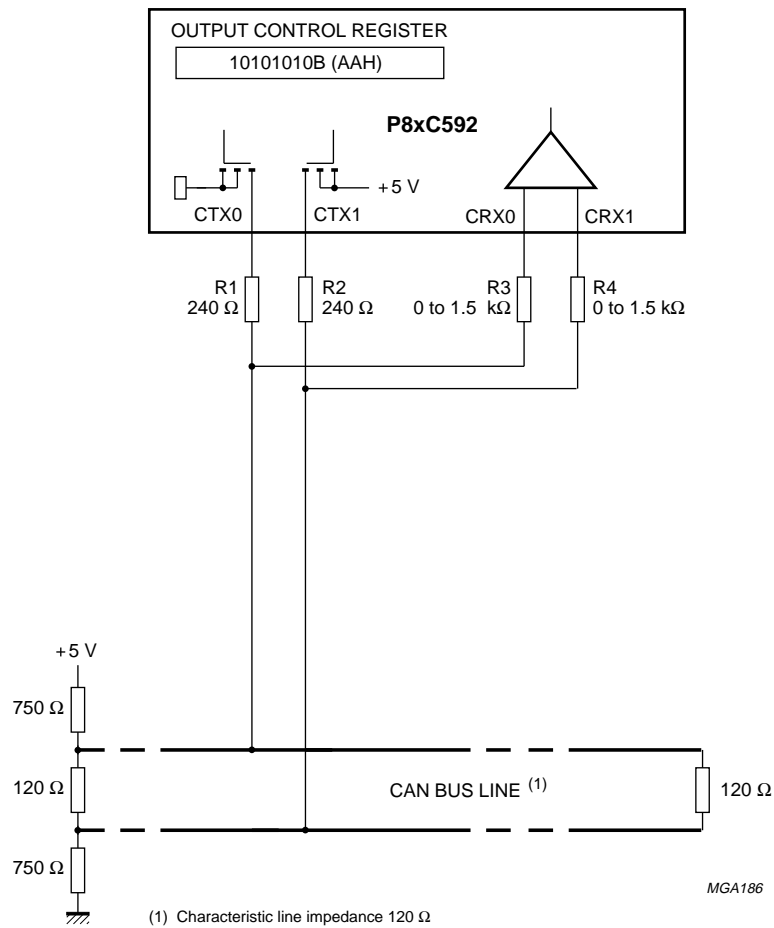 OUTPUT CONTROL REGISTER
10101010B (AAH)
P8xC592
+5 V
CTX0
CTX1
CRX0
CRX1
R1
240 Ω
R2
240 Ω
R3
0 to 1.5 kΩ
R4
0 to 1.5 kΩ
+5 V
750 Ω
120 Ω
CAN BUS LINE (1)
120 Ω
750 Ω
MGA186
(1) Characteristic line impedance 120 Ω